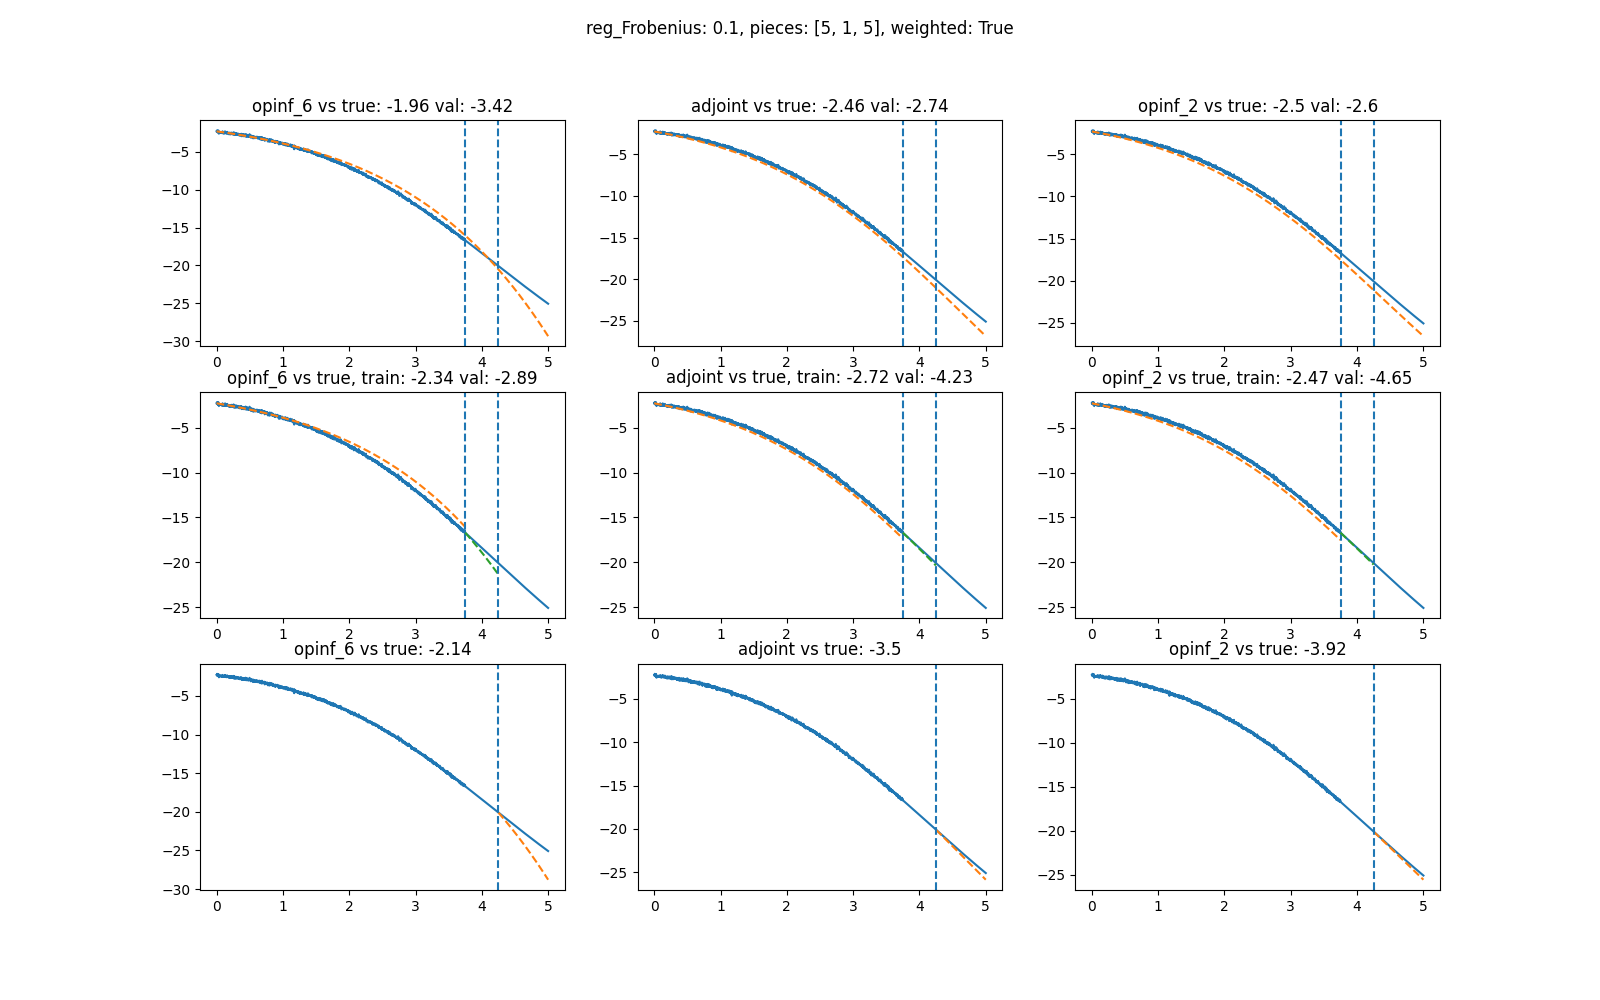 reg_Frobenius: 0.1, pieces: [5, 1, 5], weighted: True
opinf_6 vs true: -1.96 val: -3.42
−5
−10
−15
−20
−25
−30
0 1 2 3 4 5
adjoint vs true: -2.46 val: -2.74
−5
−10
−15
−20
−25
0 1 2 3 4 5
opinf_2 vs true: -2.5 val: -2.6
−5
−10
−15
−20
−25
0 1 2 3 4 5
opinf_6 vs true, train: -2.34 val: -2.89
−5
−10
−15
−20
−25
0 1 2 3 4 5
adjoint vs true, train: -2.72 val: -4.23
−5
−10
−15
−20
−25
0 1 2 3 4 5
opinf_2 vs true, train: -2.47 val: -4.65
−5
−10
−15
−20
−25
0 1 2 3 4 5
opinf_6 vs true: -2.14
−5
−10
−15
−20
−25
−30
0 1 2 3 4 5
adjoint vs true: -3.5
−5
−10
−15
−20
−25
0 1 2 3 4 5
opinf_2 vs true: -3.92
−5
−10
−15
−20
−25
0 1 2 3 4 5